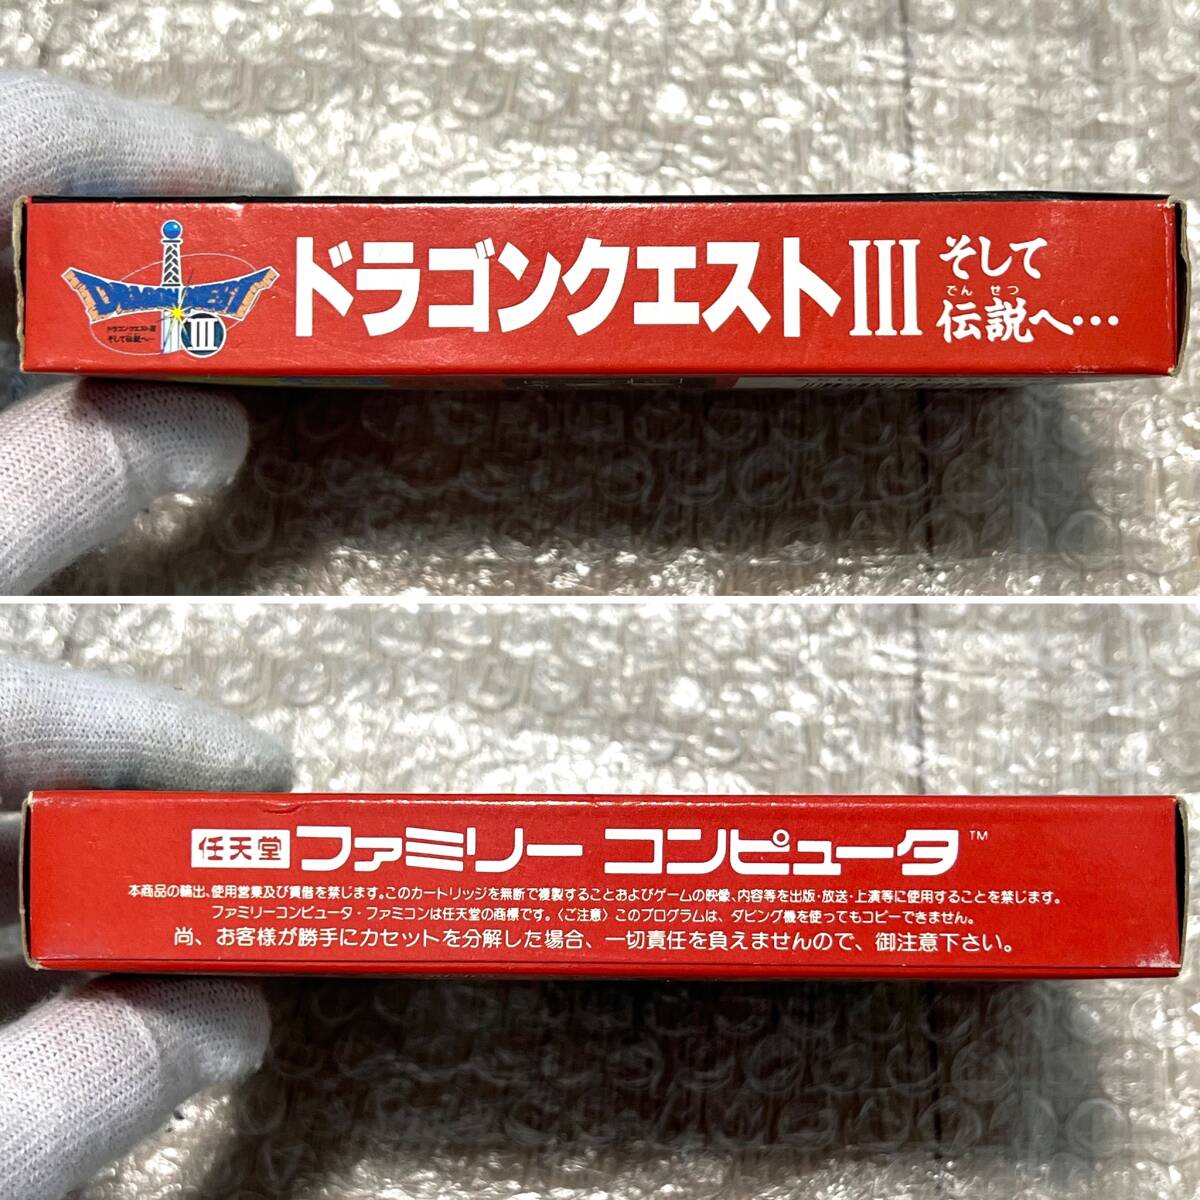 DRAGON QUEST
III
ドラゴンクエストIII
そして伝説へ…
ドラゴンクエストIII
そして
でんせつ
伝説へ…
任天堂 ファミリー コンピュータ™
本商品の輸出、使用営業及び賃借を禁じます。このカートリッジを無断で複製することおよびゲームの映像、内容等を出版・放送・上演等に使用することを禁じます。
ファミリーコンピュータ・ファミコンは任天堂の商標です。〈ご注意〉このプログラムは、ダビング機を使ってもコピーできません。
尚、お客様が勝手にカセットを分解した場合、一切責任を負えませんので、御注意下さい。